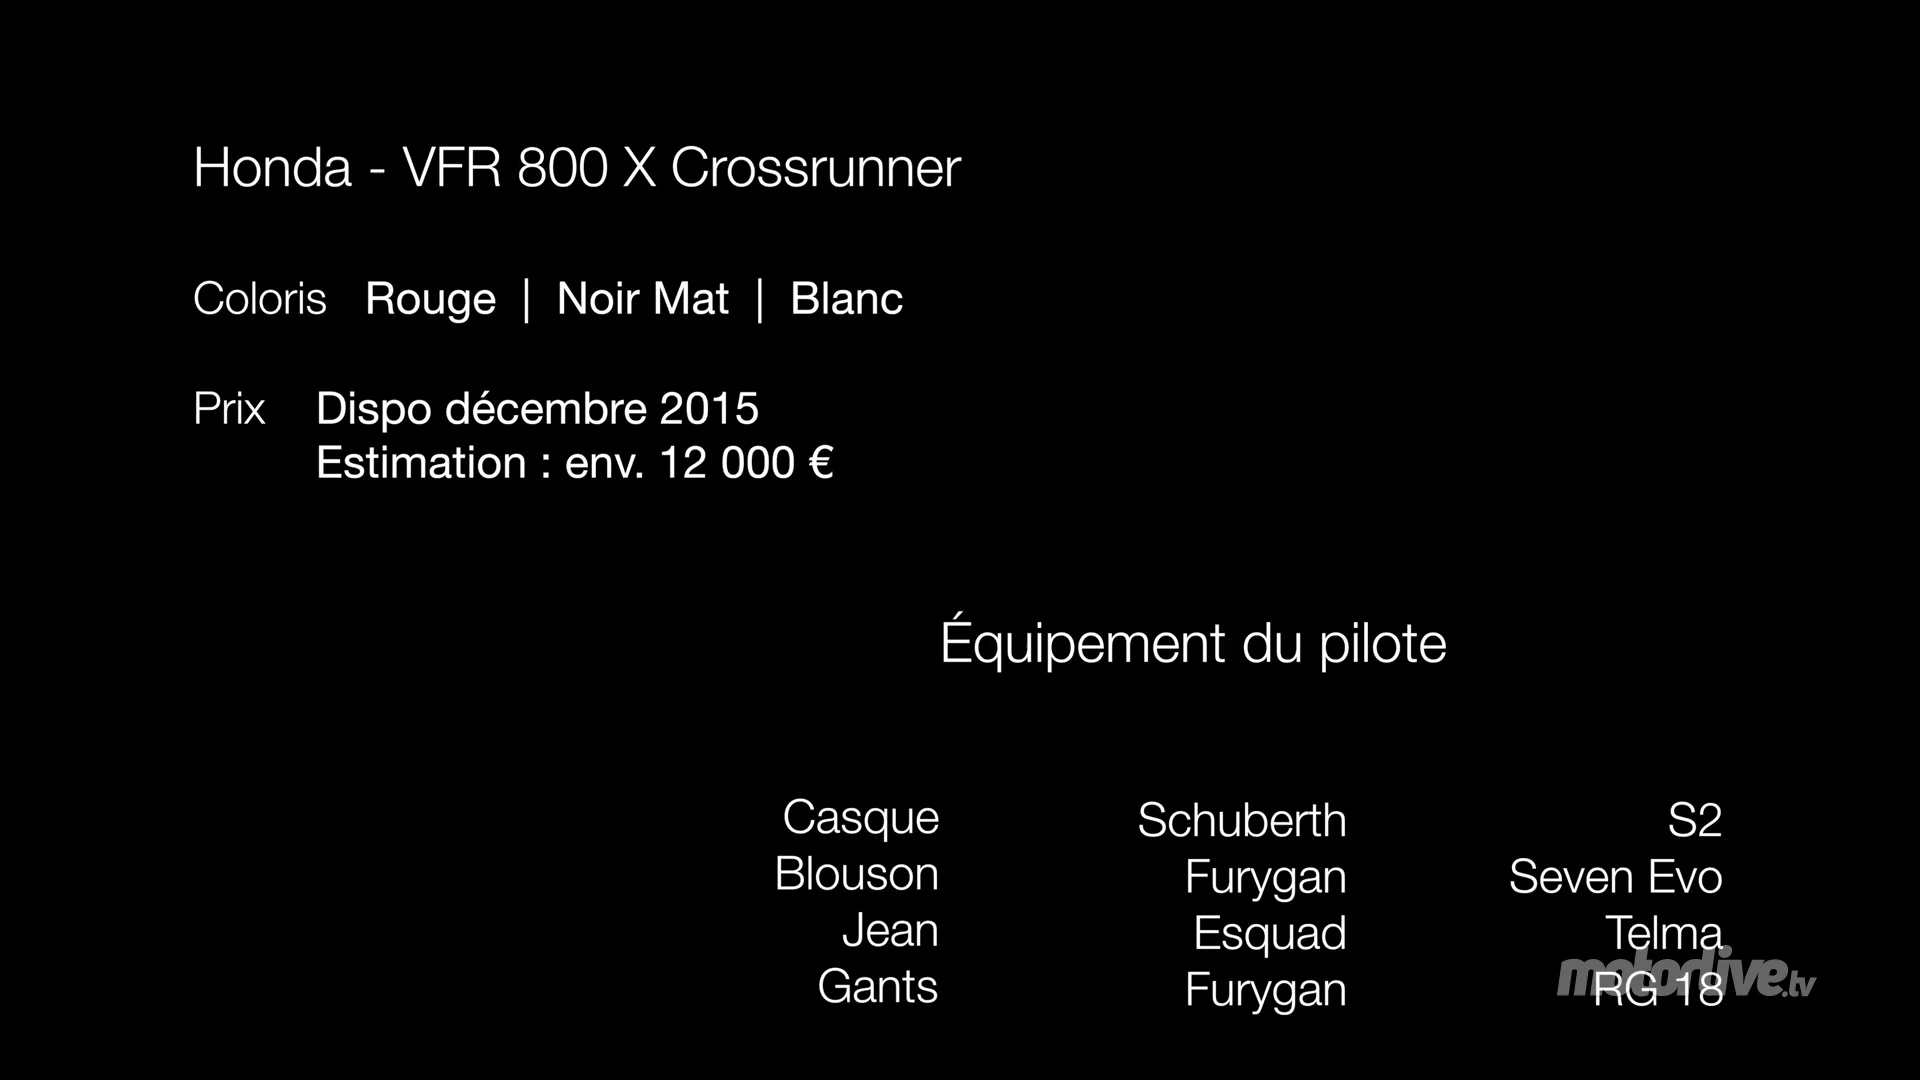 Honda - VFR 800 X Crossrunner
Coloris Rouge | Noir Mat | Blanc
Prix Dispo décembre 2015
Estimation : env. 12 000 €
Équipement du pilote
Casque Schuberth S2
Blouson Furygan Seven Evo
Jean Esquad Telma
Gants Furygan RG 18
motorlive.tv